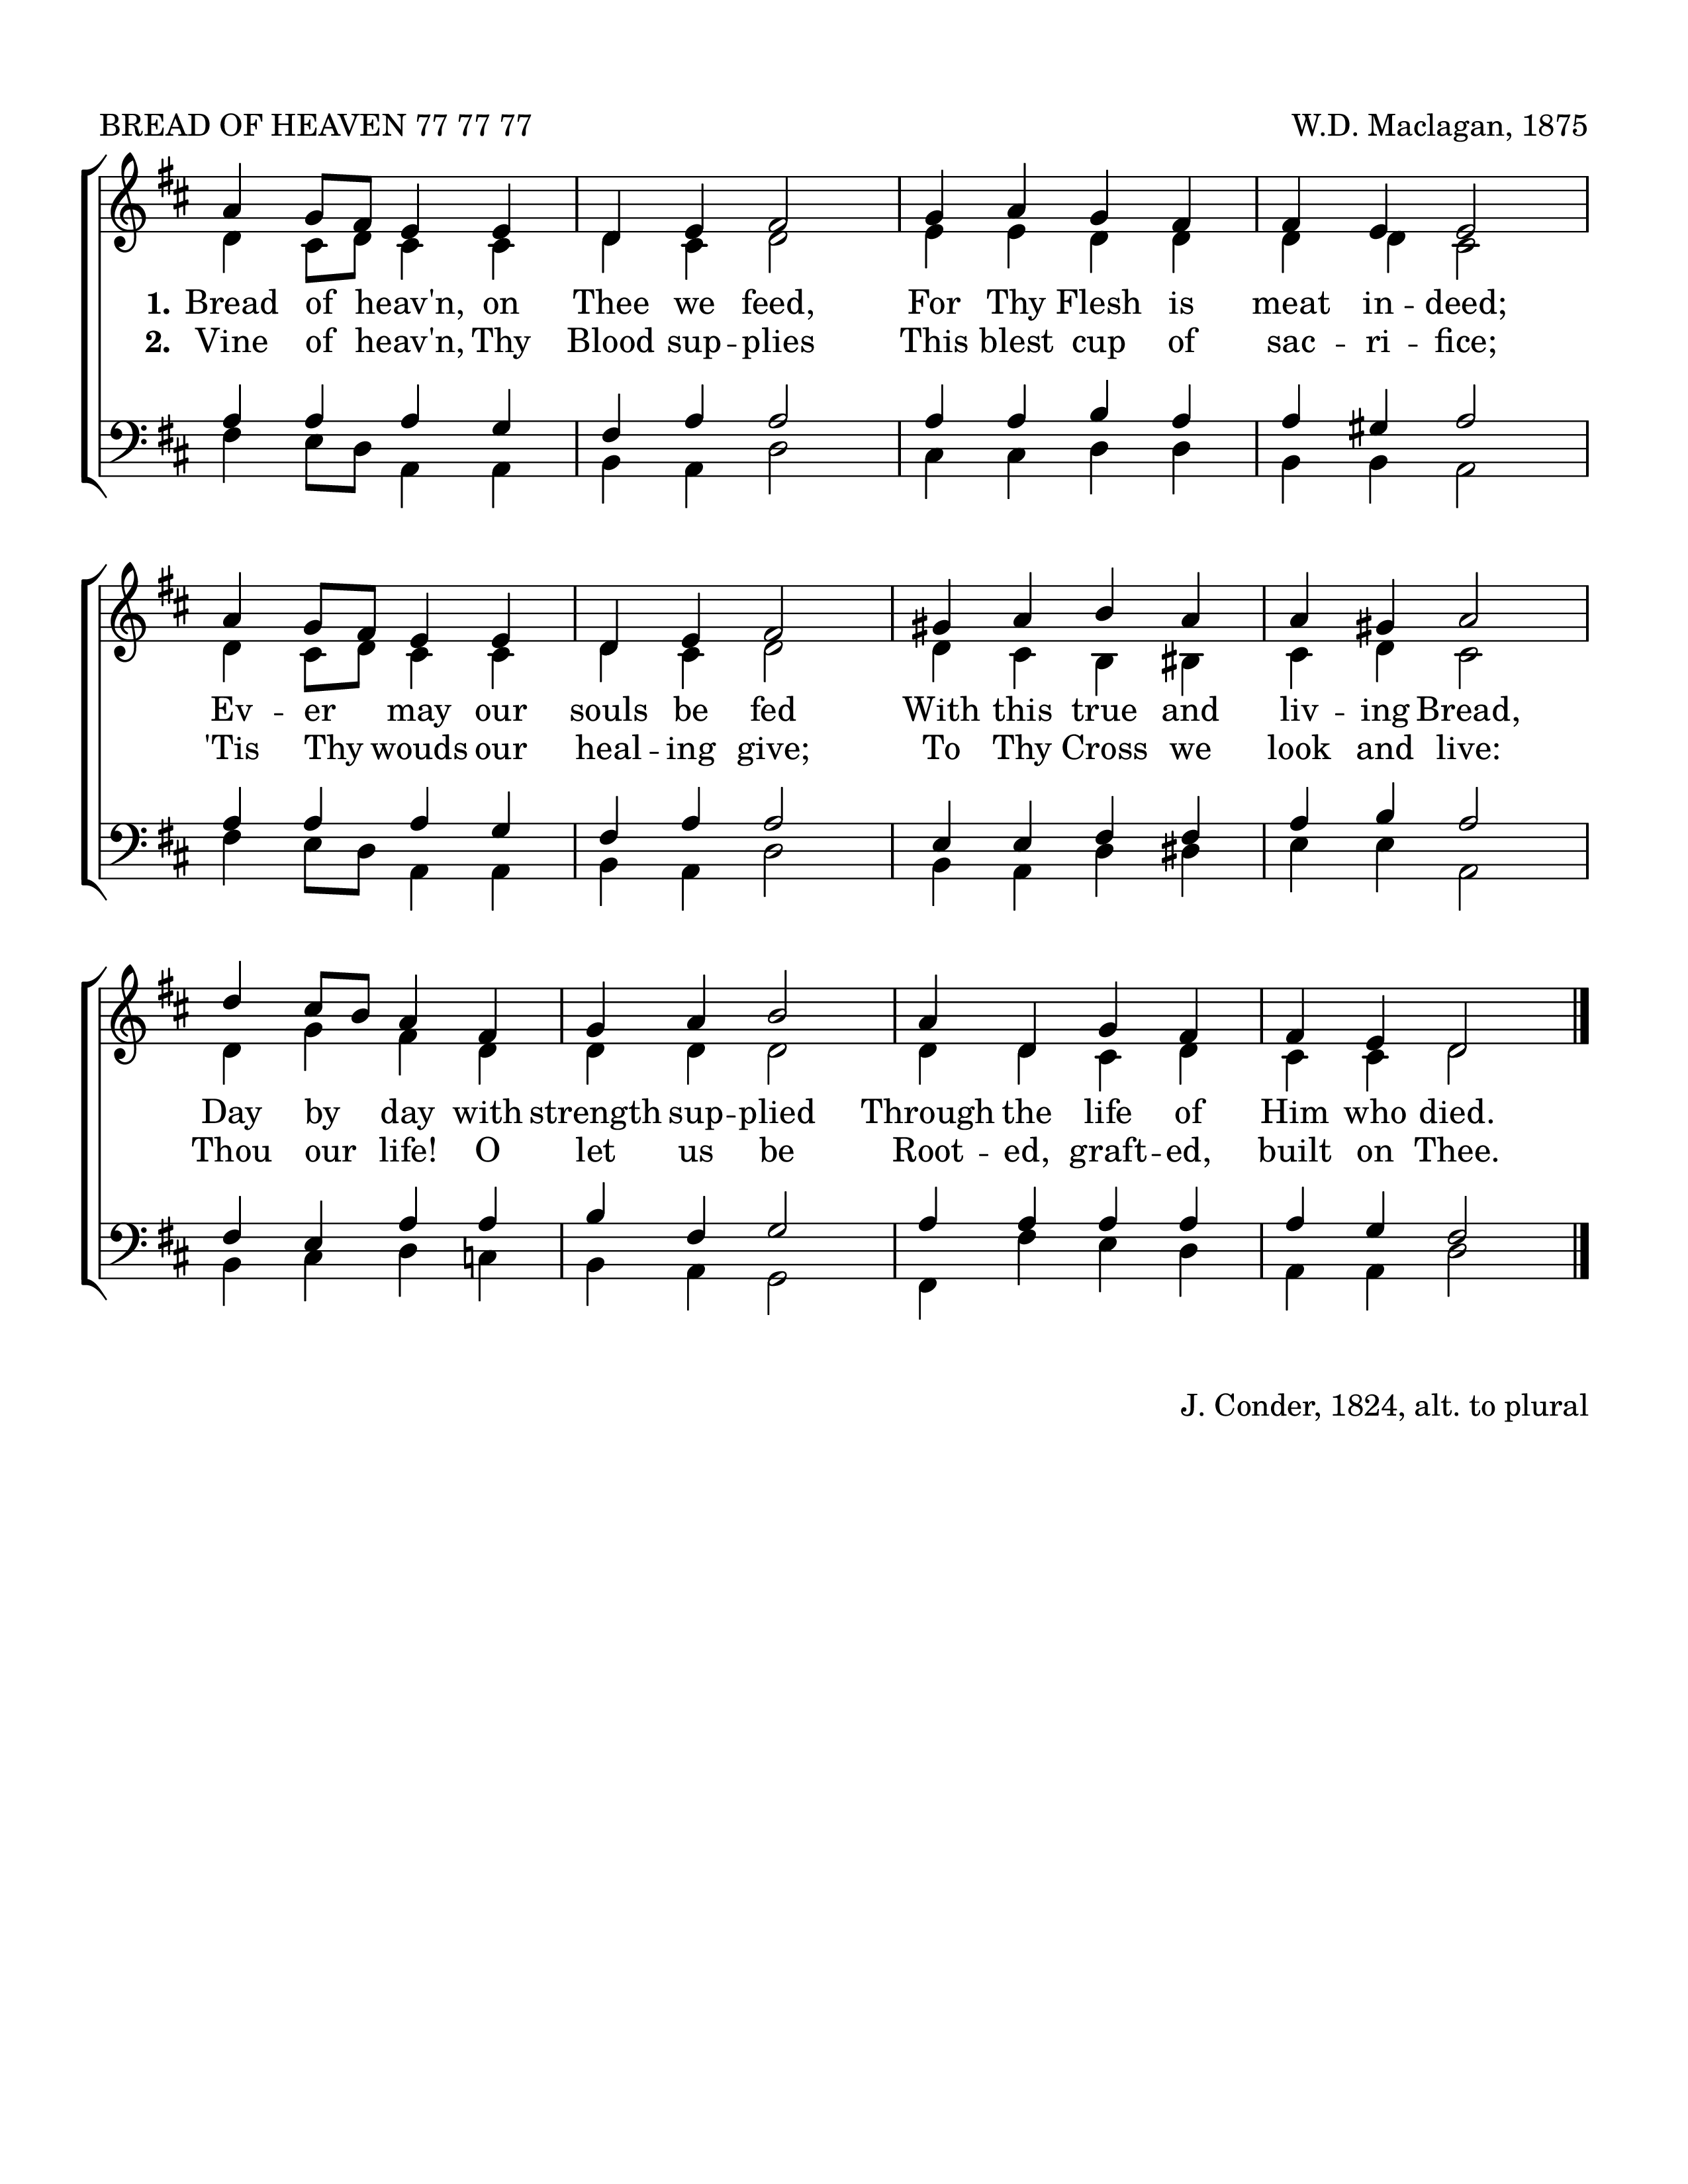 BREAD OF HEAVEN 77 77 77
W.D. Maclagan, 1875
1. Bread of heav'n, on Thee we feed, For Thy Flesh is meat in -- deed;
2. Vine of heav'n, Thy Blood sup -- plies This blest cup of sac -- ri -- fice;
Ev -- er may our souls be fed With this true and liv -- ing Bread,
'Tis Thy wouds our heal -- ing give; To Thy Cross we look and live:
Day by day with strength sup -- plied Through the life of Him who died.
Thou our life! O let us be Root -- ed, graft -- ed, built on Thee.
J. Conder, 1824, alt. to plural